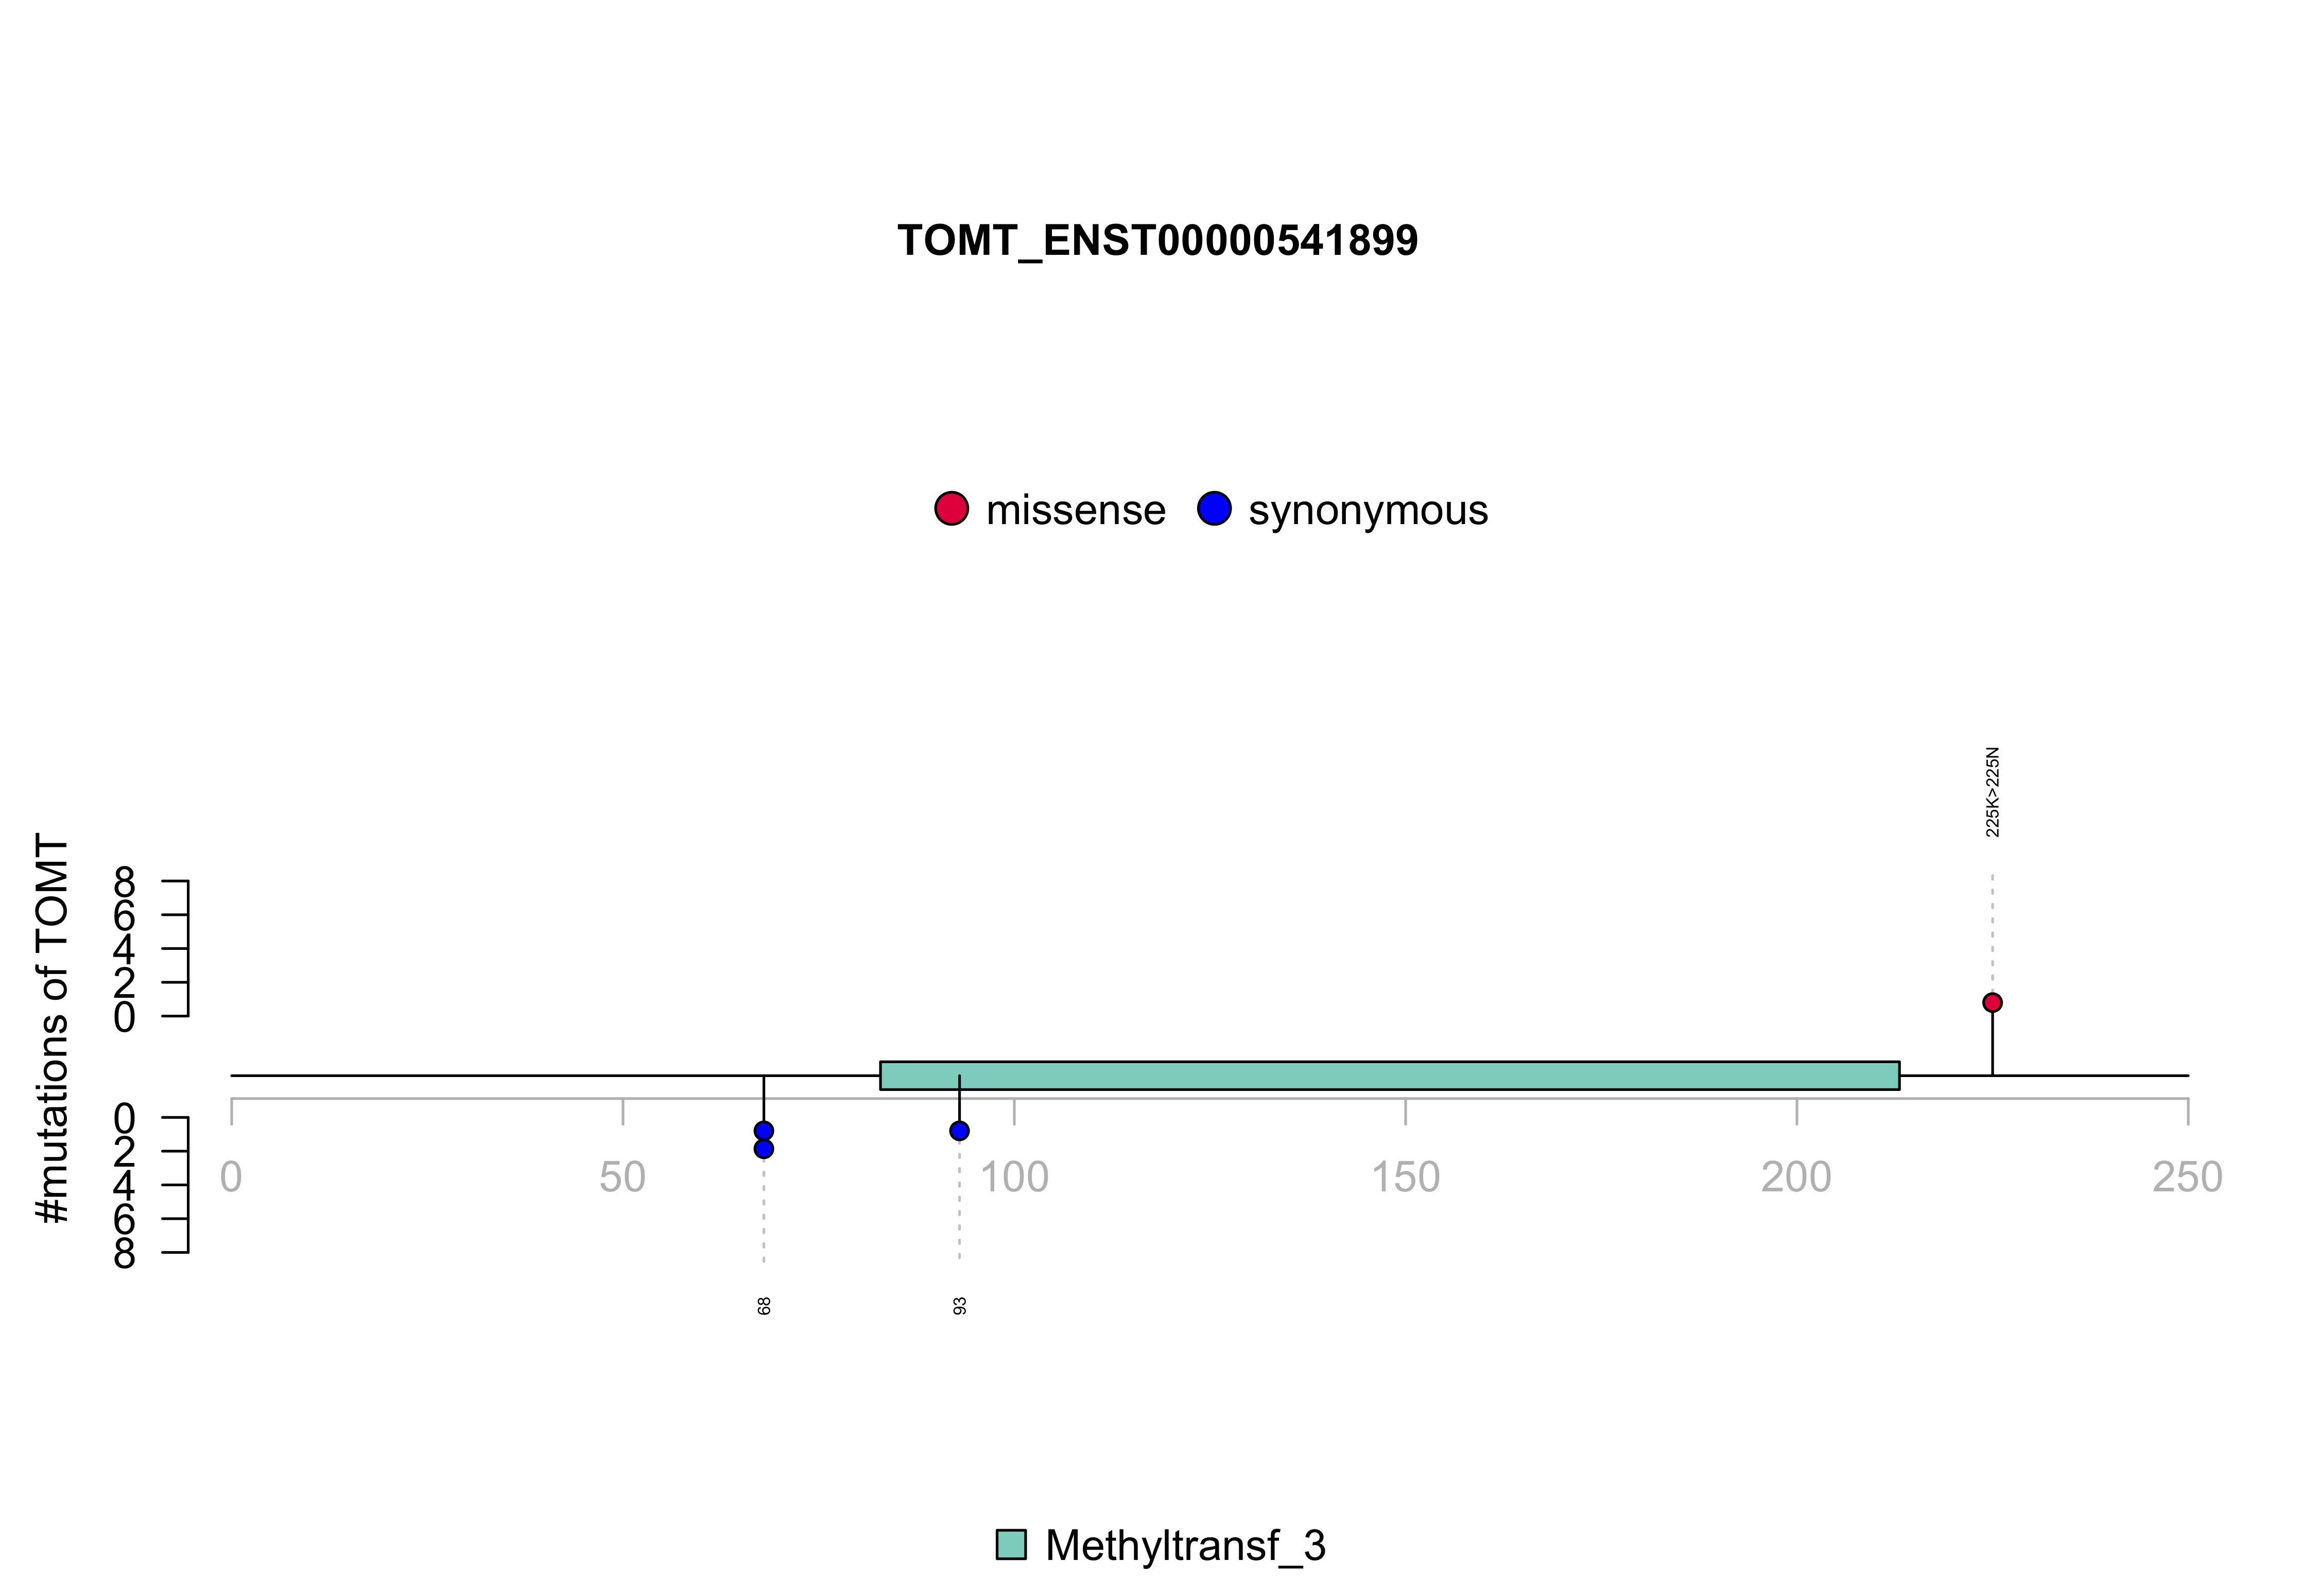 TOMT_ENST00000541899
missense synonymous
225K>225N
#mutations of TOMT
8
6
4
2
0
0
2
4
6
8
0 50 100 150 200 250
68 93
Methyltransf_3